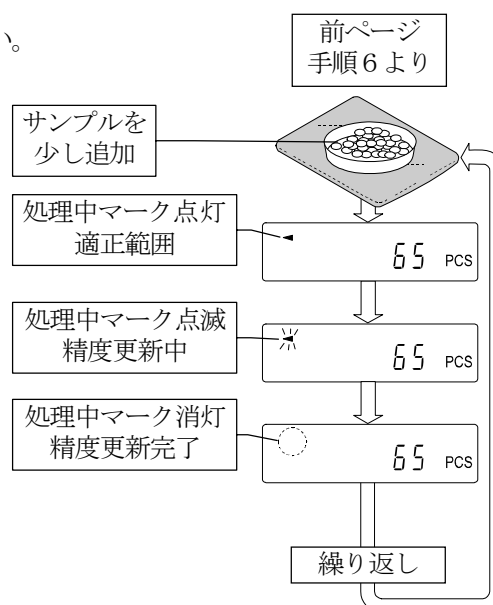 い。
前ページ
手順６より
サンプルを
少し追加
処理中マーク点灯
適正範囲
65 PCS
処理中マーク点滅
精度更新中
65 PCS
処理中マーク消灯
精度更新完了
65 PCS
繰り返し